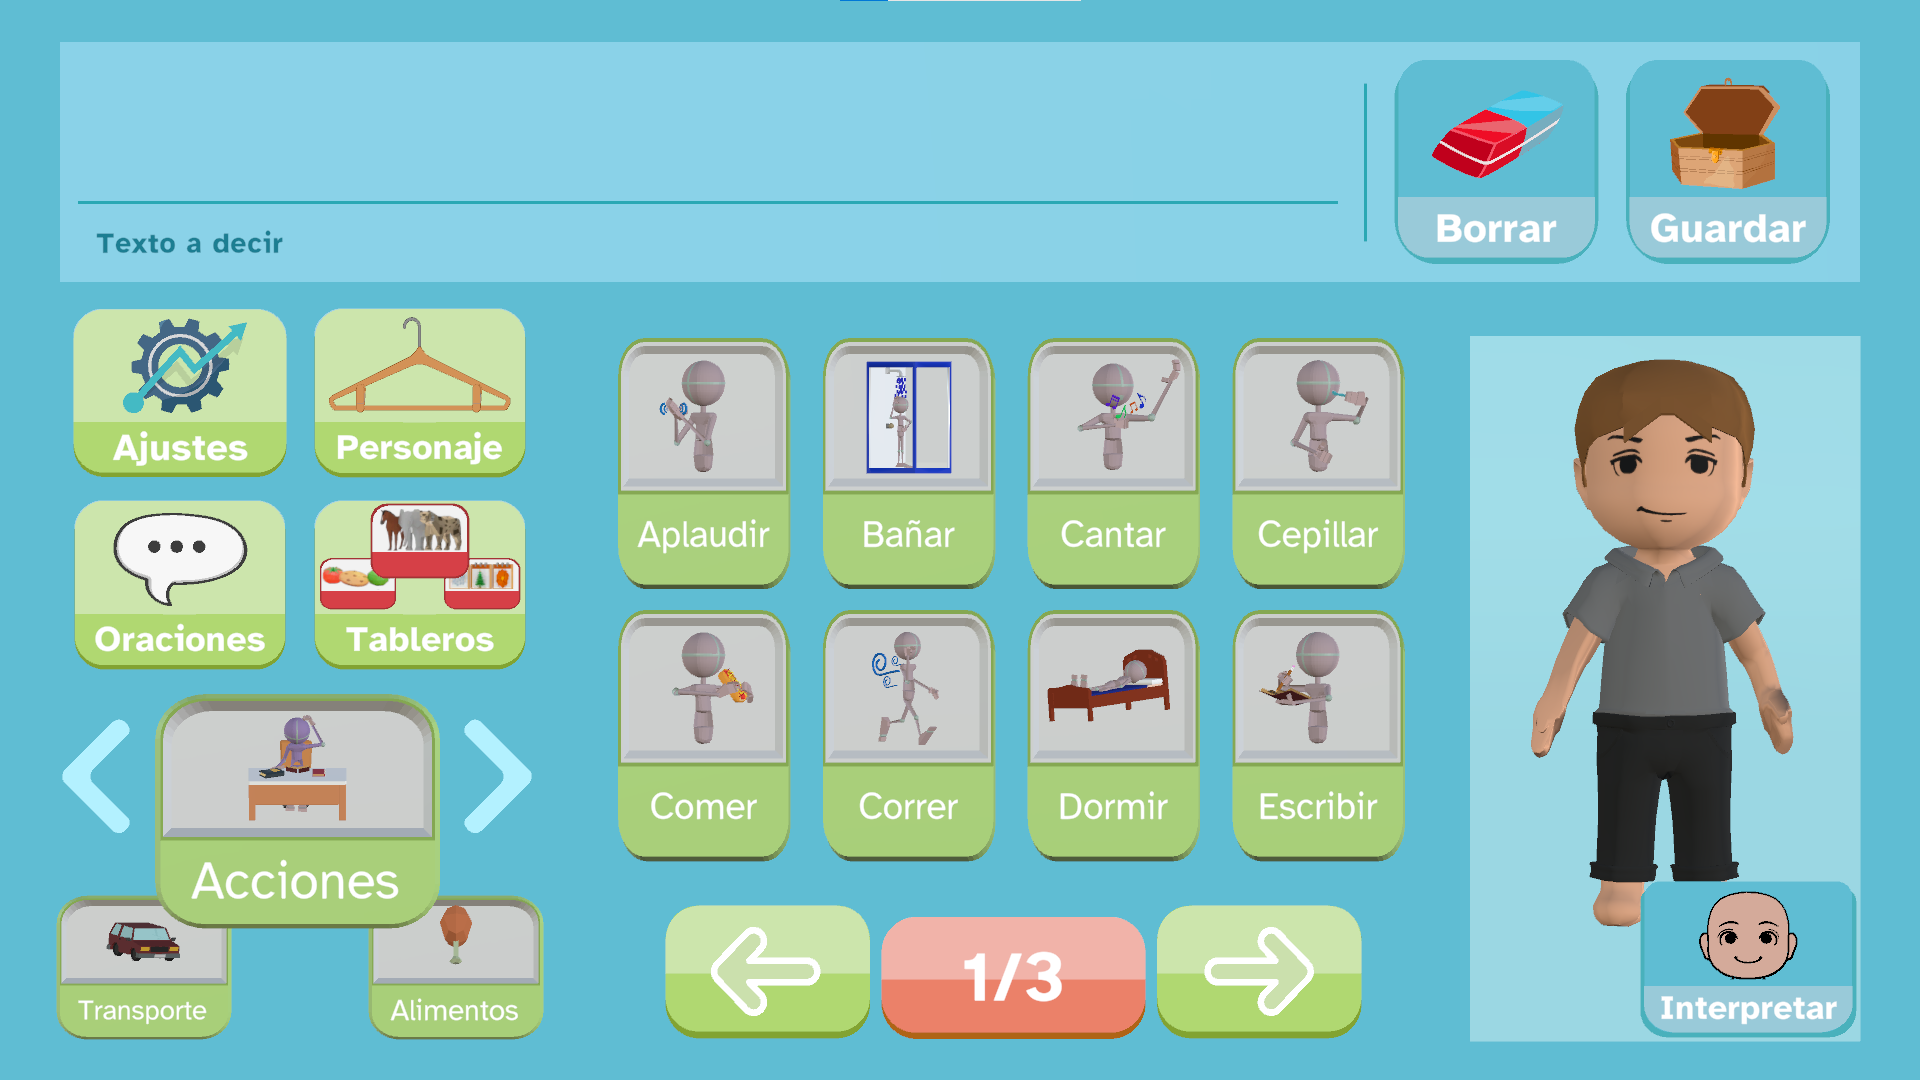 Texto a decir
Borrar
Guardar
Ajustes
Personaje
Oraciones
Tableros
Acciones
Transporte
Alimentos
Aplaudir
Bañar
Cantar
Cepillar
Comer
Correr
Dormir
Escribir
1/3
Interpretar